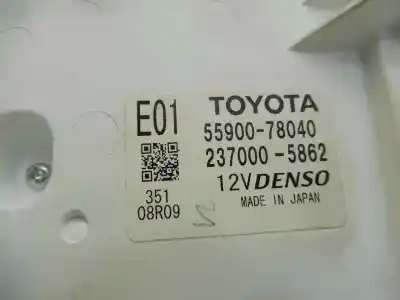 E01 TOYOTA
55900-78040
237000-5862
12V DENSO
351
08R09
MADE IN JAPAN